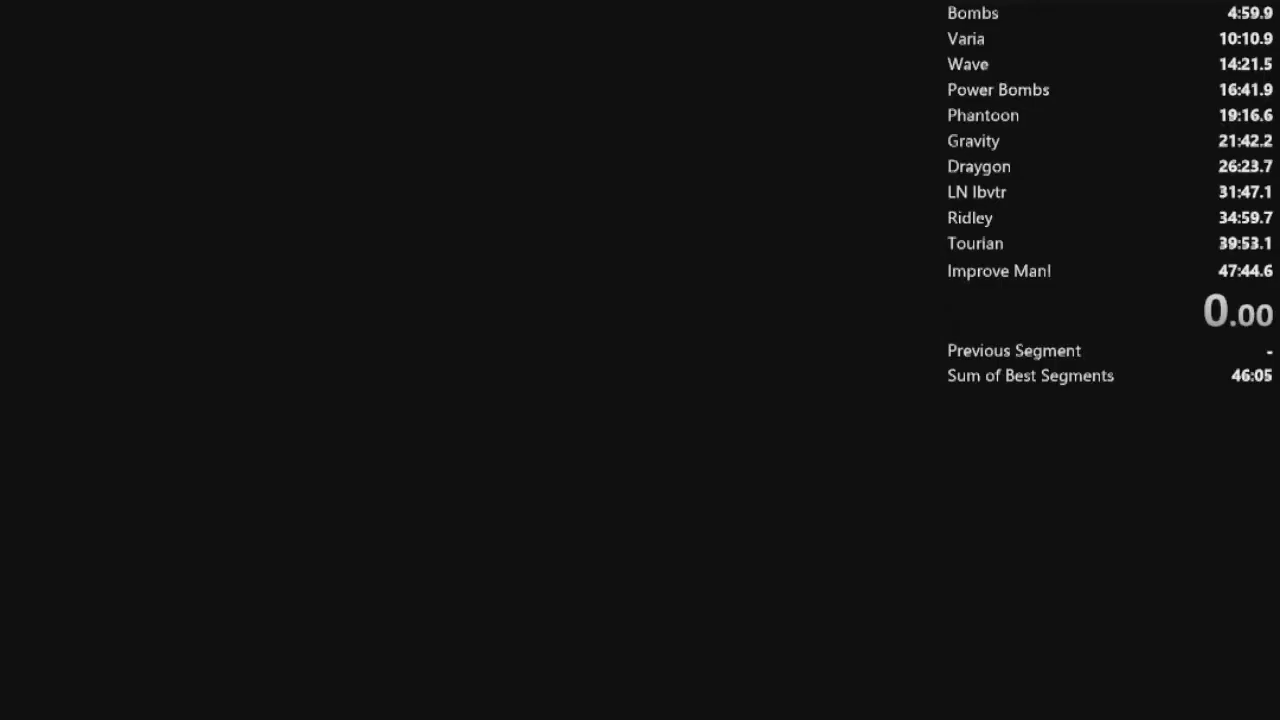 Bombs 4:59.9
Varia 10:10.9
Wave 14:21.5
Power Bombs 16:41.9
Phantoon 19:16.6
Gravity 21:42.2
Draygon 26:23.7
LN Ibvtr 31:47.1
Ridley 34:59.7
Tourian 39:53.1
Improve Man! 47:44.6
0.00
Previous Segment -
Sum of Best Segments 46:05